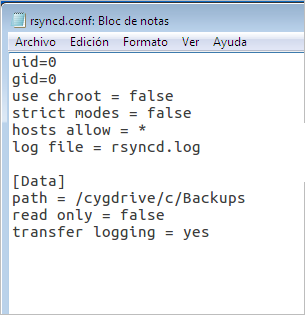 rsyncd.conf: Bloc de notas
Archivo Edición Formato Ver Ayuda
uid=0
gid=0
use chroot = false
strict modes = false
hosts allow = *
log file = rsyncd.log

[Data]
path = /cygdrive/c/Backups
read only = false
transfer logging = yes